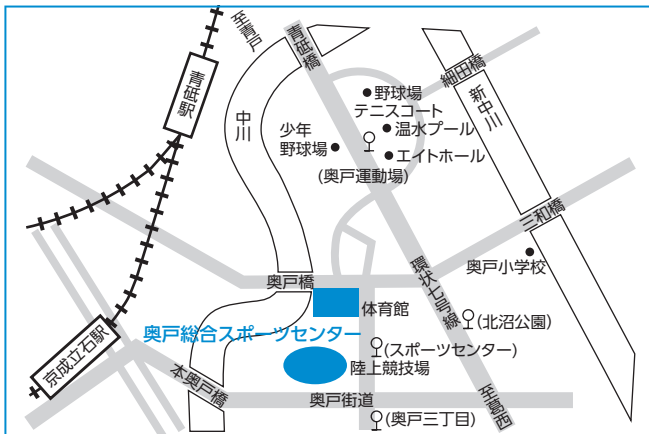 至青戸
青砥橋
青砥駅
中川
細田橋
新中川
野球場
テニスコート
温水プール
少年
野球場
エイトホール
(奥戸運動場)
三和橋
奥戸小学校
奥戸橋
環状七号線
体育館
(北沼公園)
奥戸総合スポーツセンター
(スポーツセンター)
京成立石駅
陸上競技場
本奥戸橋
至葛西
奥戸街道
(奥戸三丁目)